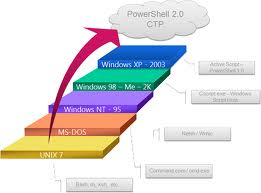 PowerShell 2.0
CTP
Windows XP - 2003
Active Script –
PowerShell 1.0
Windows 98 – Me – 2K
Cscript.exe – Windows
Script Host
Windows NT - 95
Netsh / Wmic
MS-DOS
Command.com / cmd.exe
UNIX 7
Bash, sh, ksh, etc.